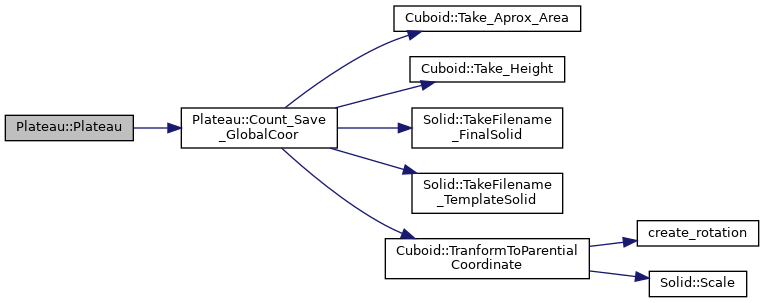 Plateau::Plateau
Plateau::Count_Save
_GlobalCoor
Cuboid::Take_Aprox_Area
Cuboid::Take_Height
Solid::TakeFilename
_FinalSolid
Solid::TakeFilename
_TemplateSolid
Cuboid::TranformToParential
Coordinate
create_rotation
Solid::Scale